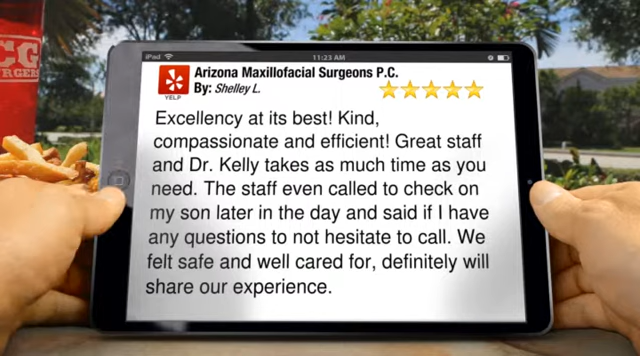 CG
RGERS
iPad
11:23 AM
YELP
Arizona Maxillofacial Surgeons P.C.
By: Shelley L.
Excellency at its best! Kind,
compassionate and efficient! Great staff
and Dr. Kelly takes as much time as you
need. The staff even called to check on
my son later in the day and said if I have
any questions to not hesitate to call. We
felt safe and well cared for, definitely will
share our experience.